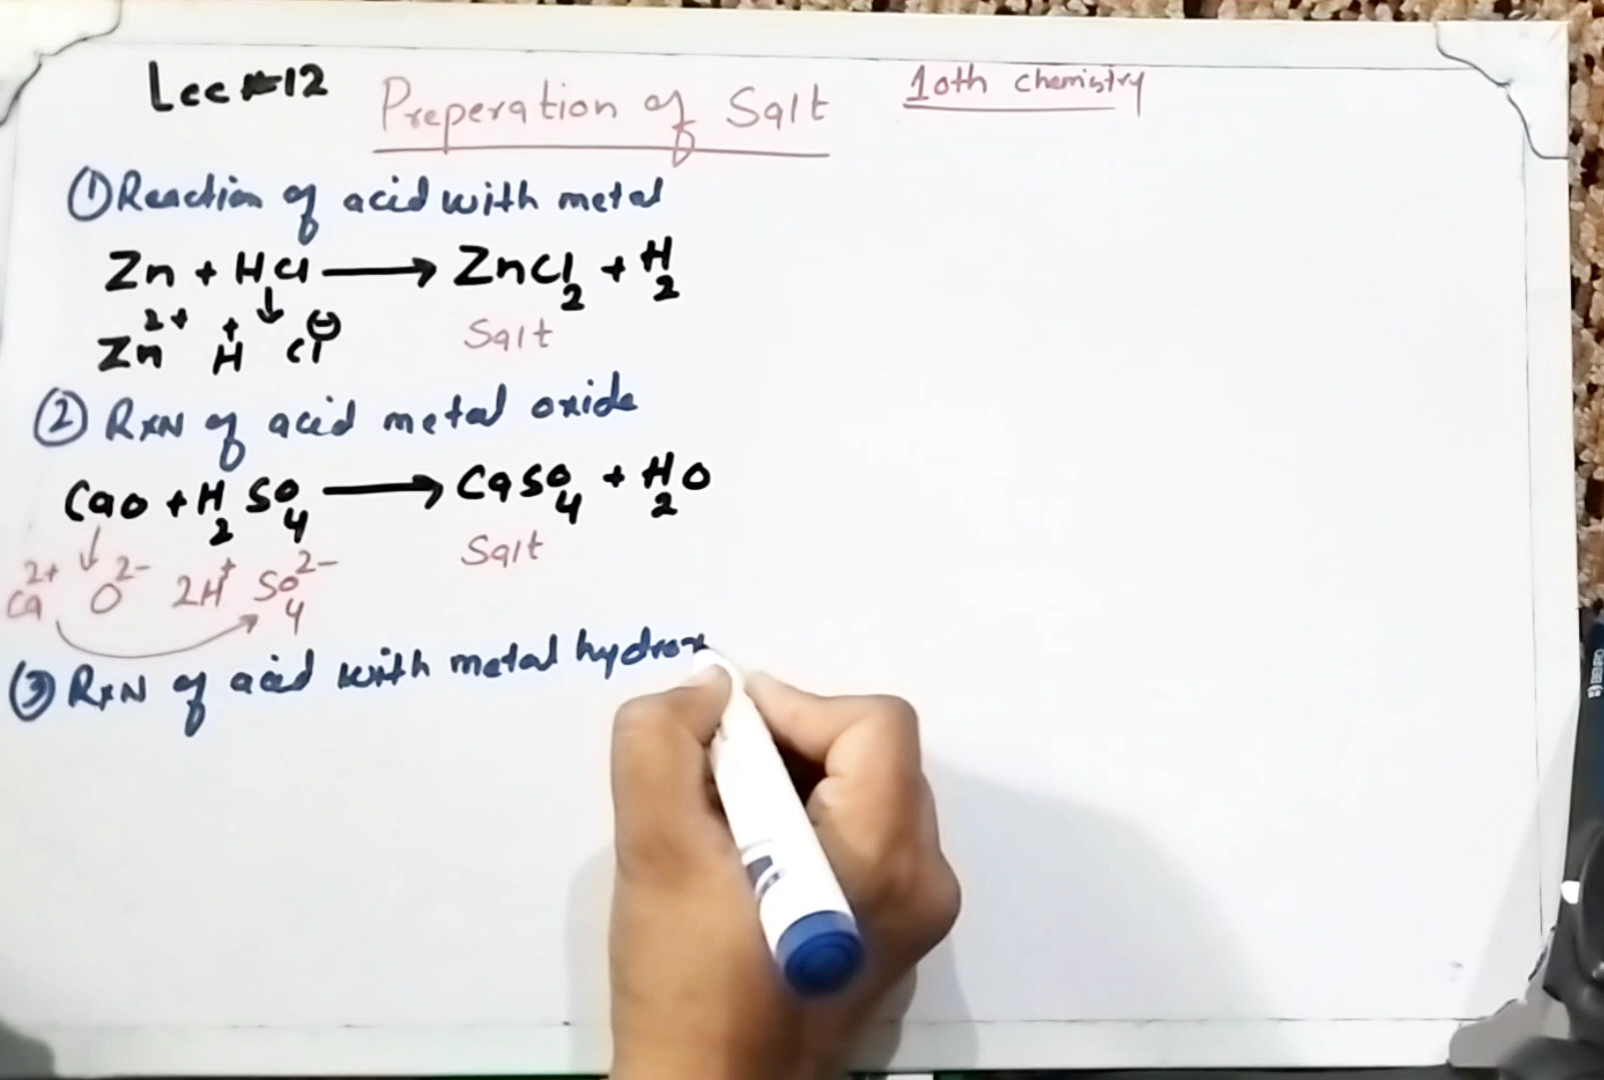 Lec # 12
Preperation of Salt
10th chemistry
① Reaction of acid with metal
Zn + HCl ⟶ ZnCl₂ + H₂
↓
Zn²⁺ H⁺ Cl⊖
Salt
② RxN of acid metal oxide
CaO + H₂SO₄ ⟶ CaSO₄ + H₂O
↓
Ca²⁺ O²⁻ 2H⁺ SO₄²⁻
Salt
③ RxN of acid with metal hydrox